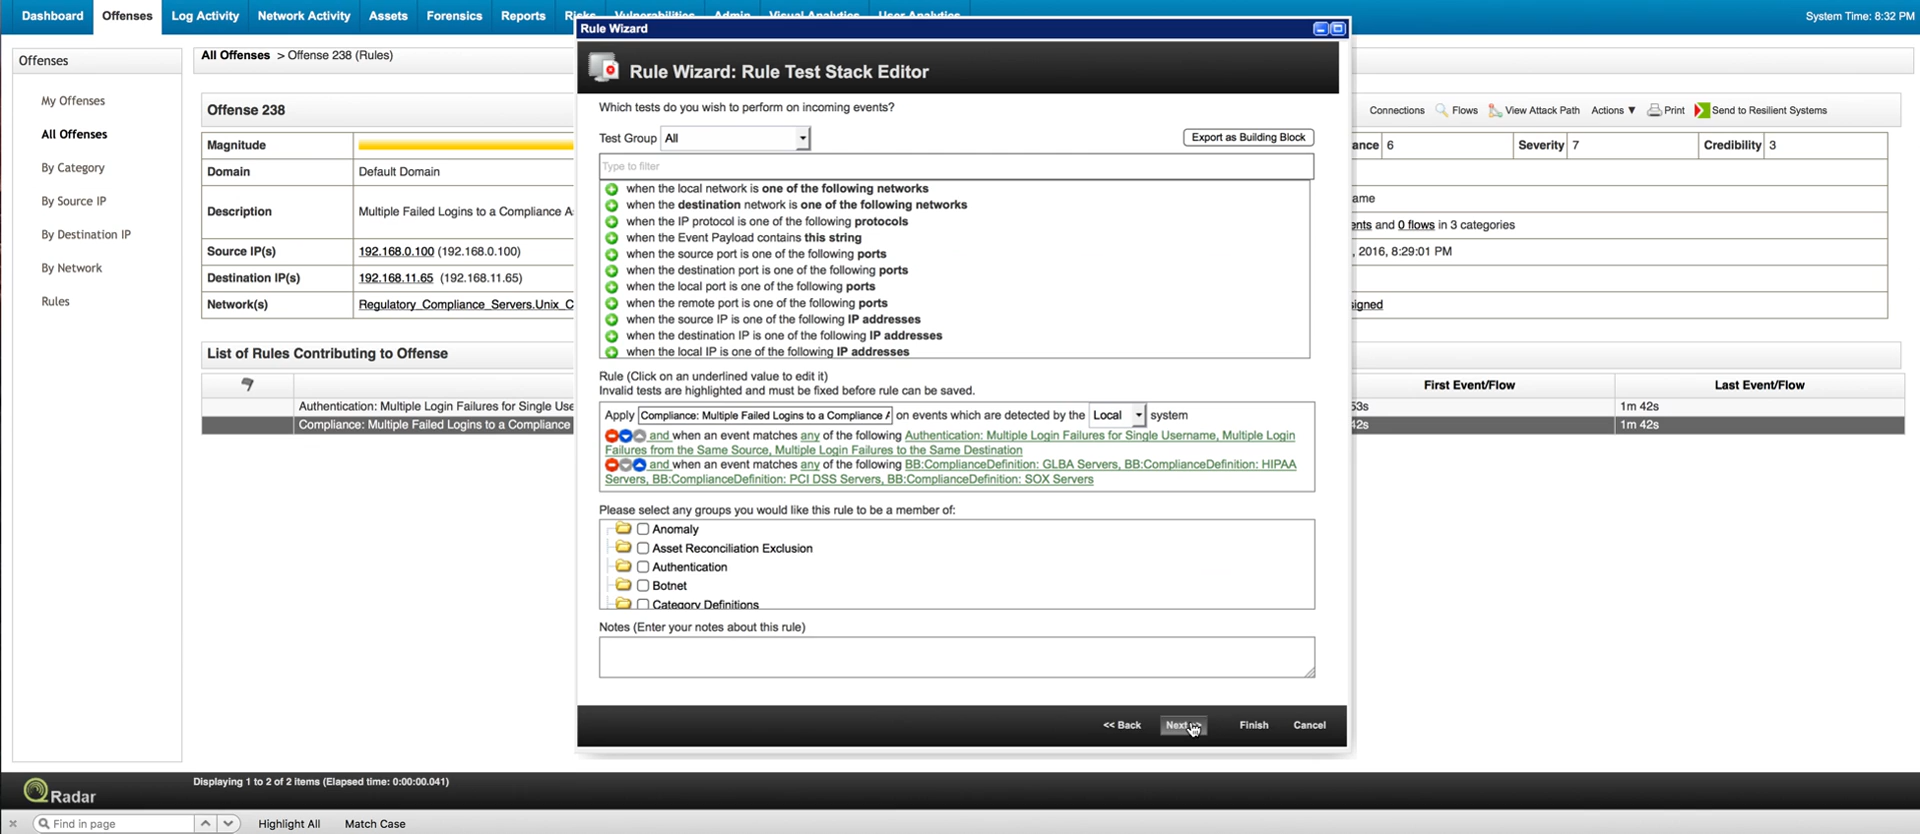 Dashboard Offenses Log Activity Network Activity Assets Forensics Reports Risks Vulnerabilities Admin Visual Analytics User Analytics System Time: 8:32 PM
Rule Wizard
Offenses
All Offenses > Offense 238 (Rules)
Rule Wizard: Rule Test Stack Editor
My Offenses
All Offenses
By Category
By Source IP
By Destination IP
By Network
Rules
Offense 238
Connections Flows View Attack Path Actions ▼ Print Send to Resilient Systems
Magnitude
ance 6 Severity 7 Credibility 3
Domain Default Domain
Description Multiple Failed Logins to a Compliance A
ame
ents and 0 flows in 3 categories
Source IP(s) 192.168.0.100 (192.168.0.100)
, 2016, 8:29:01 PM
Destination IP(s) 192.168.11.65 (192.168.11.65)
Network(s) Regulatory_Compliance_Servers.Unix_C
signed
List of Rules Contributing to Offense
First Event/Flow Last Event/Flow
Authentication: Multiple Login Failures for Single Use
53s 1m 42s
Compliance: Multiple Failed Logins to a Compliance
42s 1m 42s
Which tests do you wish to perform on incoming events?
Test Group All Export as Building Block
Type to filter
when the local network is one of the following networks
when the destination network is one of the following networks
when the IP protocol is one of the following protocols
when the Event Payload contains this string
when the source port is one of the following ports
when the destination port is one of the following ports
when the local port is one of the following ports
when the remote port is one of the following ports
when the source IP is one of the following IP addresses
when the destination IP is one of the following IP addresses
when the local IP is one of the following IP addresses
Rule (Click on an underlined value to edit it)
Invalid tests are highlighted and must be fixed before rule can be saved.
Apply Compliance: Multiple Failed Logins to a Compliance A on events which are detected by the Local system
and when an event matches any of the following Authentication: Multiple Login Failures for Single Username, Multiple Login
Failures from the Same Source, Multiple Login Failures to the Same Destination
and when an event matches any of the following BB:ComplianceDefinition: GLBA Servers, BB:ComplianceDefinition: HIPAA
Servers, BB:ComplianceDefinition: PCI DSS Servers, BB:ComplianceDefinition: SOX Servers
Please select any groups you would like this rule to be a member of:
Anomaly
Asset Reconciliation Exclusion
Authentication
Botnet
Category Definitions
Notes (Enter your notes about this rule)
<< Back Next >> Finish Cancel
QRadar
Displaying 1 to 2 of 2 items (Elapsed time: 0:00:00.041)
Find in page Highlight All Match Case